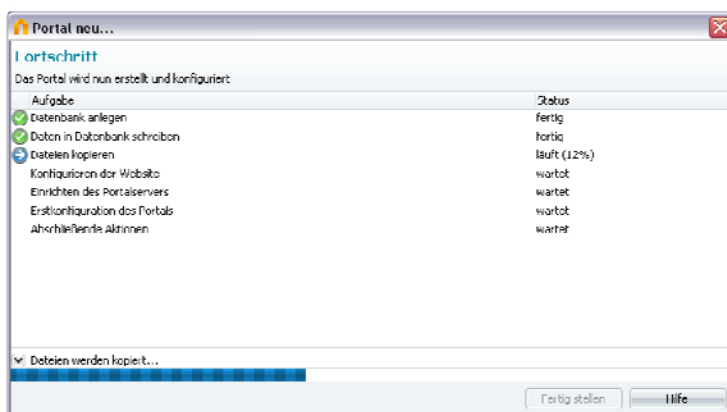 Portal neu...
Fortschritt
Das Portal wird nun erstellt und konfiguriert
Aufgabe Status
Datenbank anlegen fertig
Daten in Datenbank schreiben fertig
Dateien kopieren läuft (12%)
Konfigurieren der Website wartet
Einrichten des Portalservers wartet
Erstkonfiguration des Portals wartet
Abschließende Aktionen wartet
Dateien werden kopiert...
Fertig stellen Hilfe